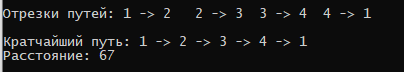 Отрезки путей: 1 -> 2   2 -> 3  3 -> 4  4 -> 1
Кратчайший путь: 1 -> 2 -> 3 -> 4 -> 1
Расстояние: 67